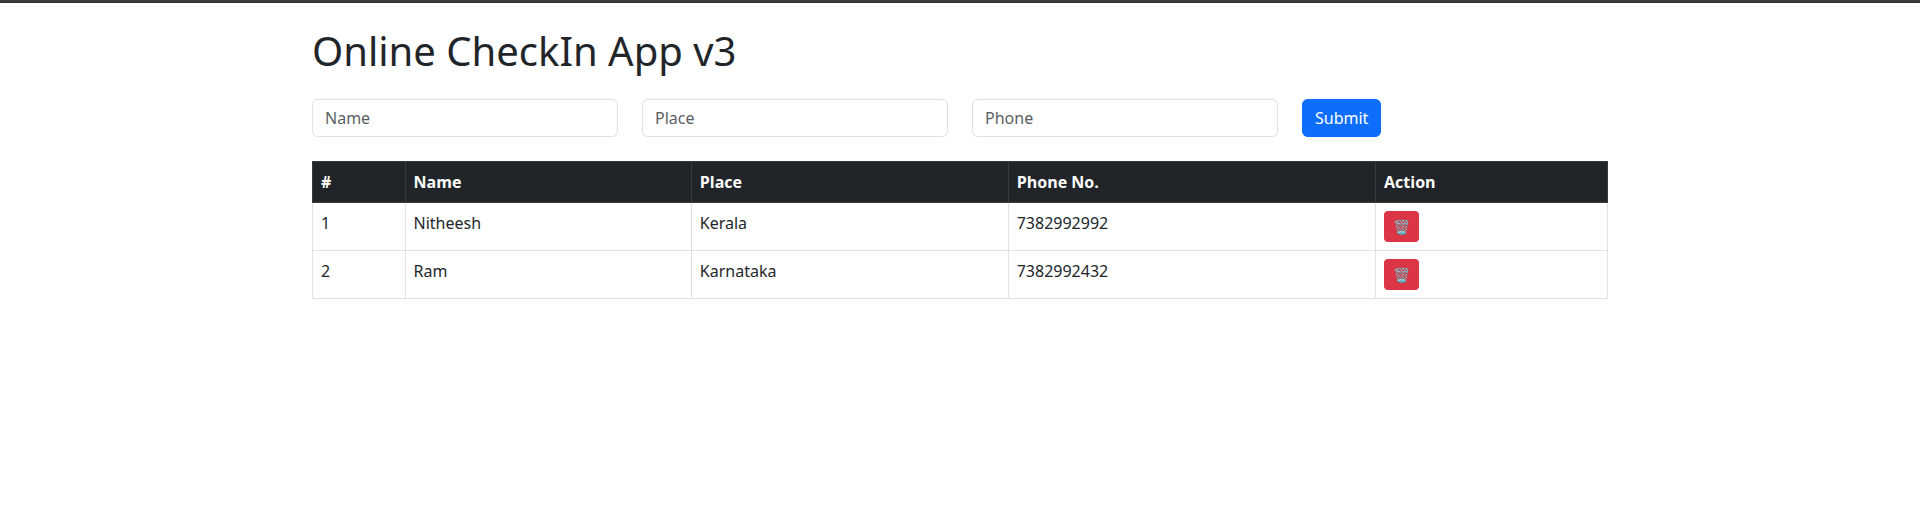 Online CheckIn App v3
Name Place Phone Submit
# Name Place Phone No. Action
1 Nitheesh Kerala 7382992992
2 Ram Karnataka 7382992432